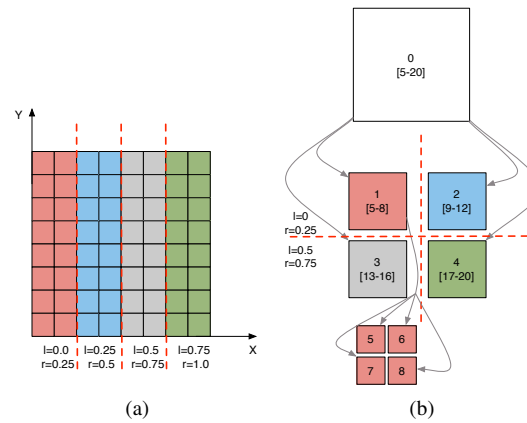 Y
X
l=0.0
r=0.25
l=0.25
r=0.5
l=0.5
r=0.75
l=0.75
r=1.0
(a)
0
[5-20]
1
[5-8]
2
[9-12]
l=0
r=0.25
l=0.5
r=0.75
3
[13-16]
4
[17-20]
5
6
7
8
(b)